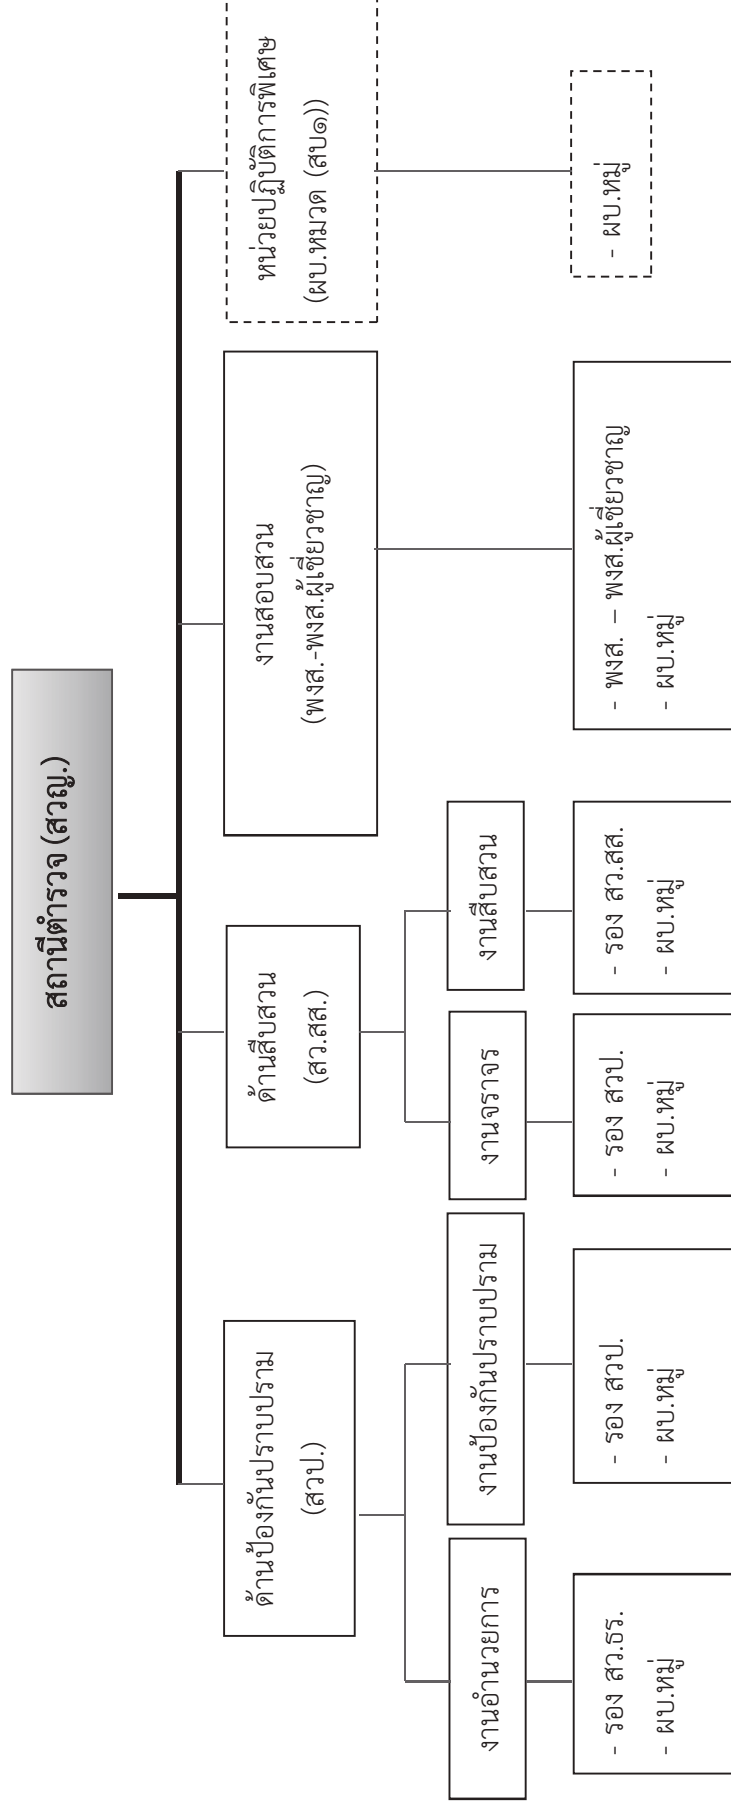 สถานีตำรวจ (สวญ.)
ด้านป้องกันปราบปราม
(สวป.)
ด้านสืบสวน
(สว.สส.)
งานสอบสวน
(พงส.-พงส.ผู้เชี่ยวชาญ)
หน่วยปฏิบัติการพิเศษ
(ผบ.หมวด (สบ๑))
งานอำนวยการ
งานป้องกันปราบปราม
งานจราจร
งานสืบสวน
- รอง สว.ธร.
- ผบ.หมู่
- รอง สวป.
- ผบ.หมู่
- รอง สวป.
- ผบ.หมู่
- รอง สว.สส.
- ผบ.หมู่
- พงส. – พงส.ผู้เชี่ยวชาญ
- ผบ.หมู่
- ผบ.หมู่